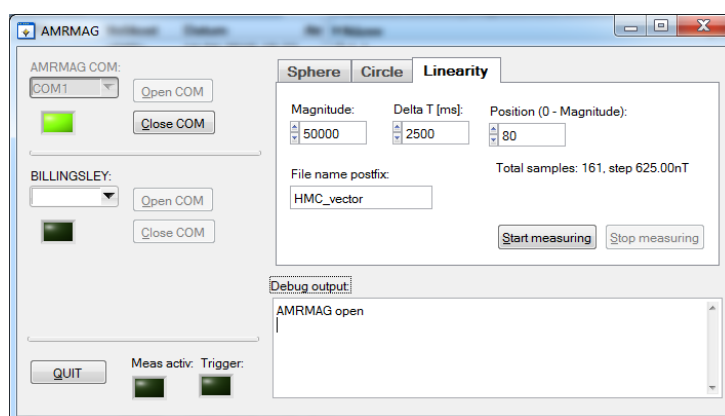 AMRMAG
AMRMAG COM:
COM1
Open COM
Close COM
BILLINGSLEY:
Open COM
Close COM
QUIT
Meas activ: Trigger:
Sphere Circle Linearity
Magnitude: Delta T [ms]: Position (0 - Magnitude):
50000 2500 80
File name postfix: Total samples: 161, step 625.00nT
HMC_vector
Start measuring Stop measuring
Debug output:
AMRMAG open